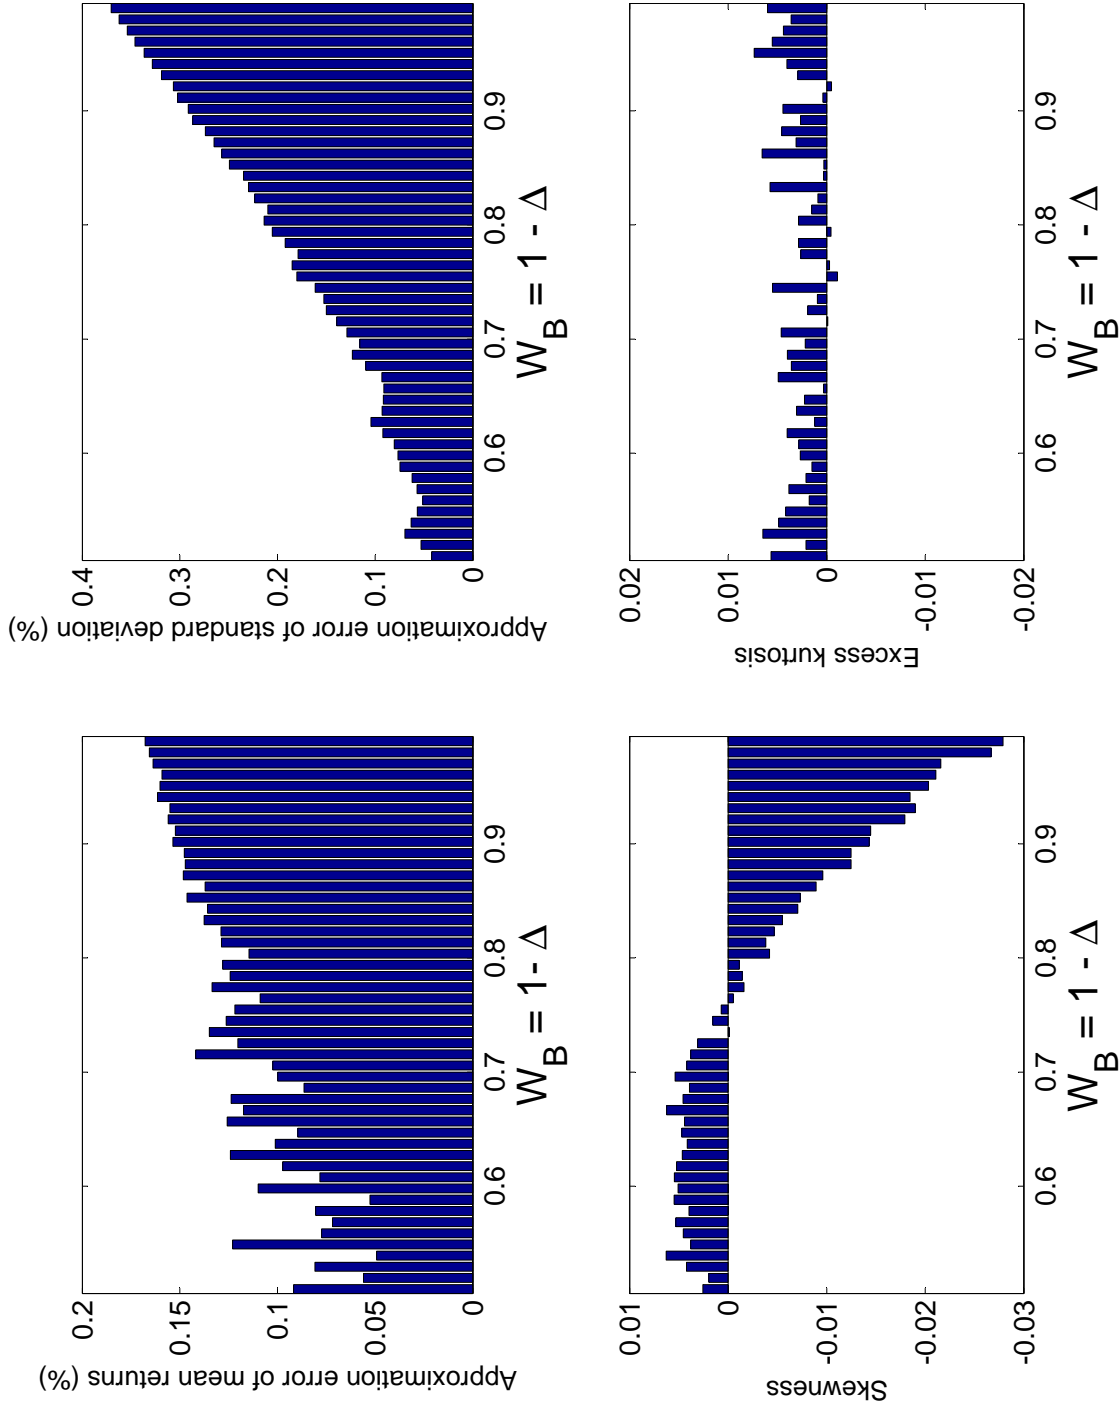 Approximation error of mean returns (%)
0.2
0.15
0.1
0.05
0
0.6 0.7 0.8 0.9
W_B = 1- Δ
Approximation error of standard deviation (%)
0.4
0.3
0.2
0.1
0
0.6 0.7 0.8 0.9
W_B = 1 - Δ
Skewness
0.01
0
-0.01
-0.02
-0.03
0.6 0.7 0.8 0.9
W_B = 1 - Δ
Excess kurtosis
0.02
0.01
0
-0.01
-0.02
0.6 0.7 0.8 0.9
W_B = 1 - Δ